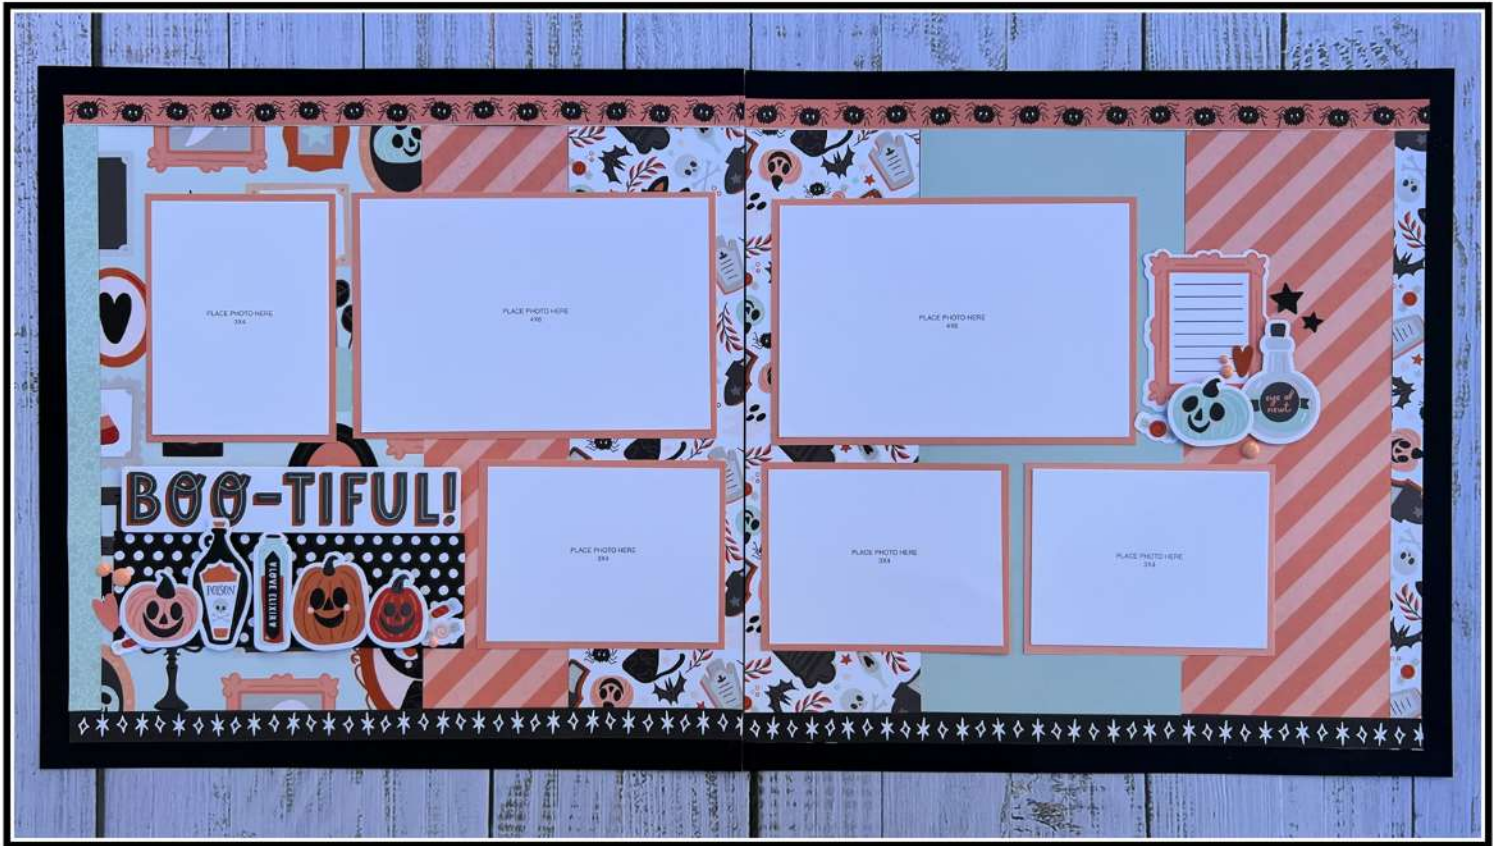 PLACE PHOTO HERE
3X4
PLACE PHOTO HERE
4X6
PLACE PHOTO HERE
4X6
eye of
newt
BOO-TIFUL!
POISON
#LOVE ELIXIR#
PLACE PHOTO HERE
3X4
PLACE PHOTO HERE
3X4
PLACE PHOTO HERE
3X4